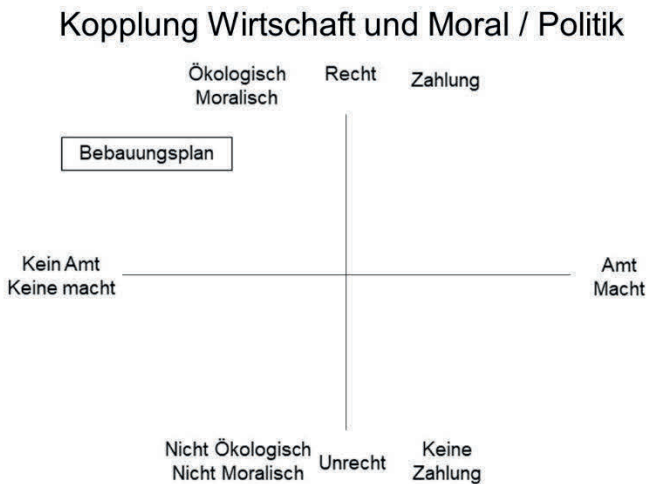 Kopplung Wirtschaft und Moral / Politik
Ökologisch
Moralisch
Recht
Zahlung
Bebauungsplan
Kein Amt
Keine macht
Amt
Macht
Nicht Ökologisch
Nicht Moralisch
Unrecht
Keine
Zahlung